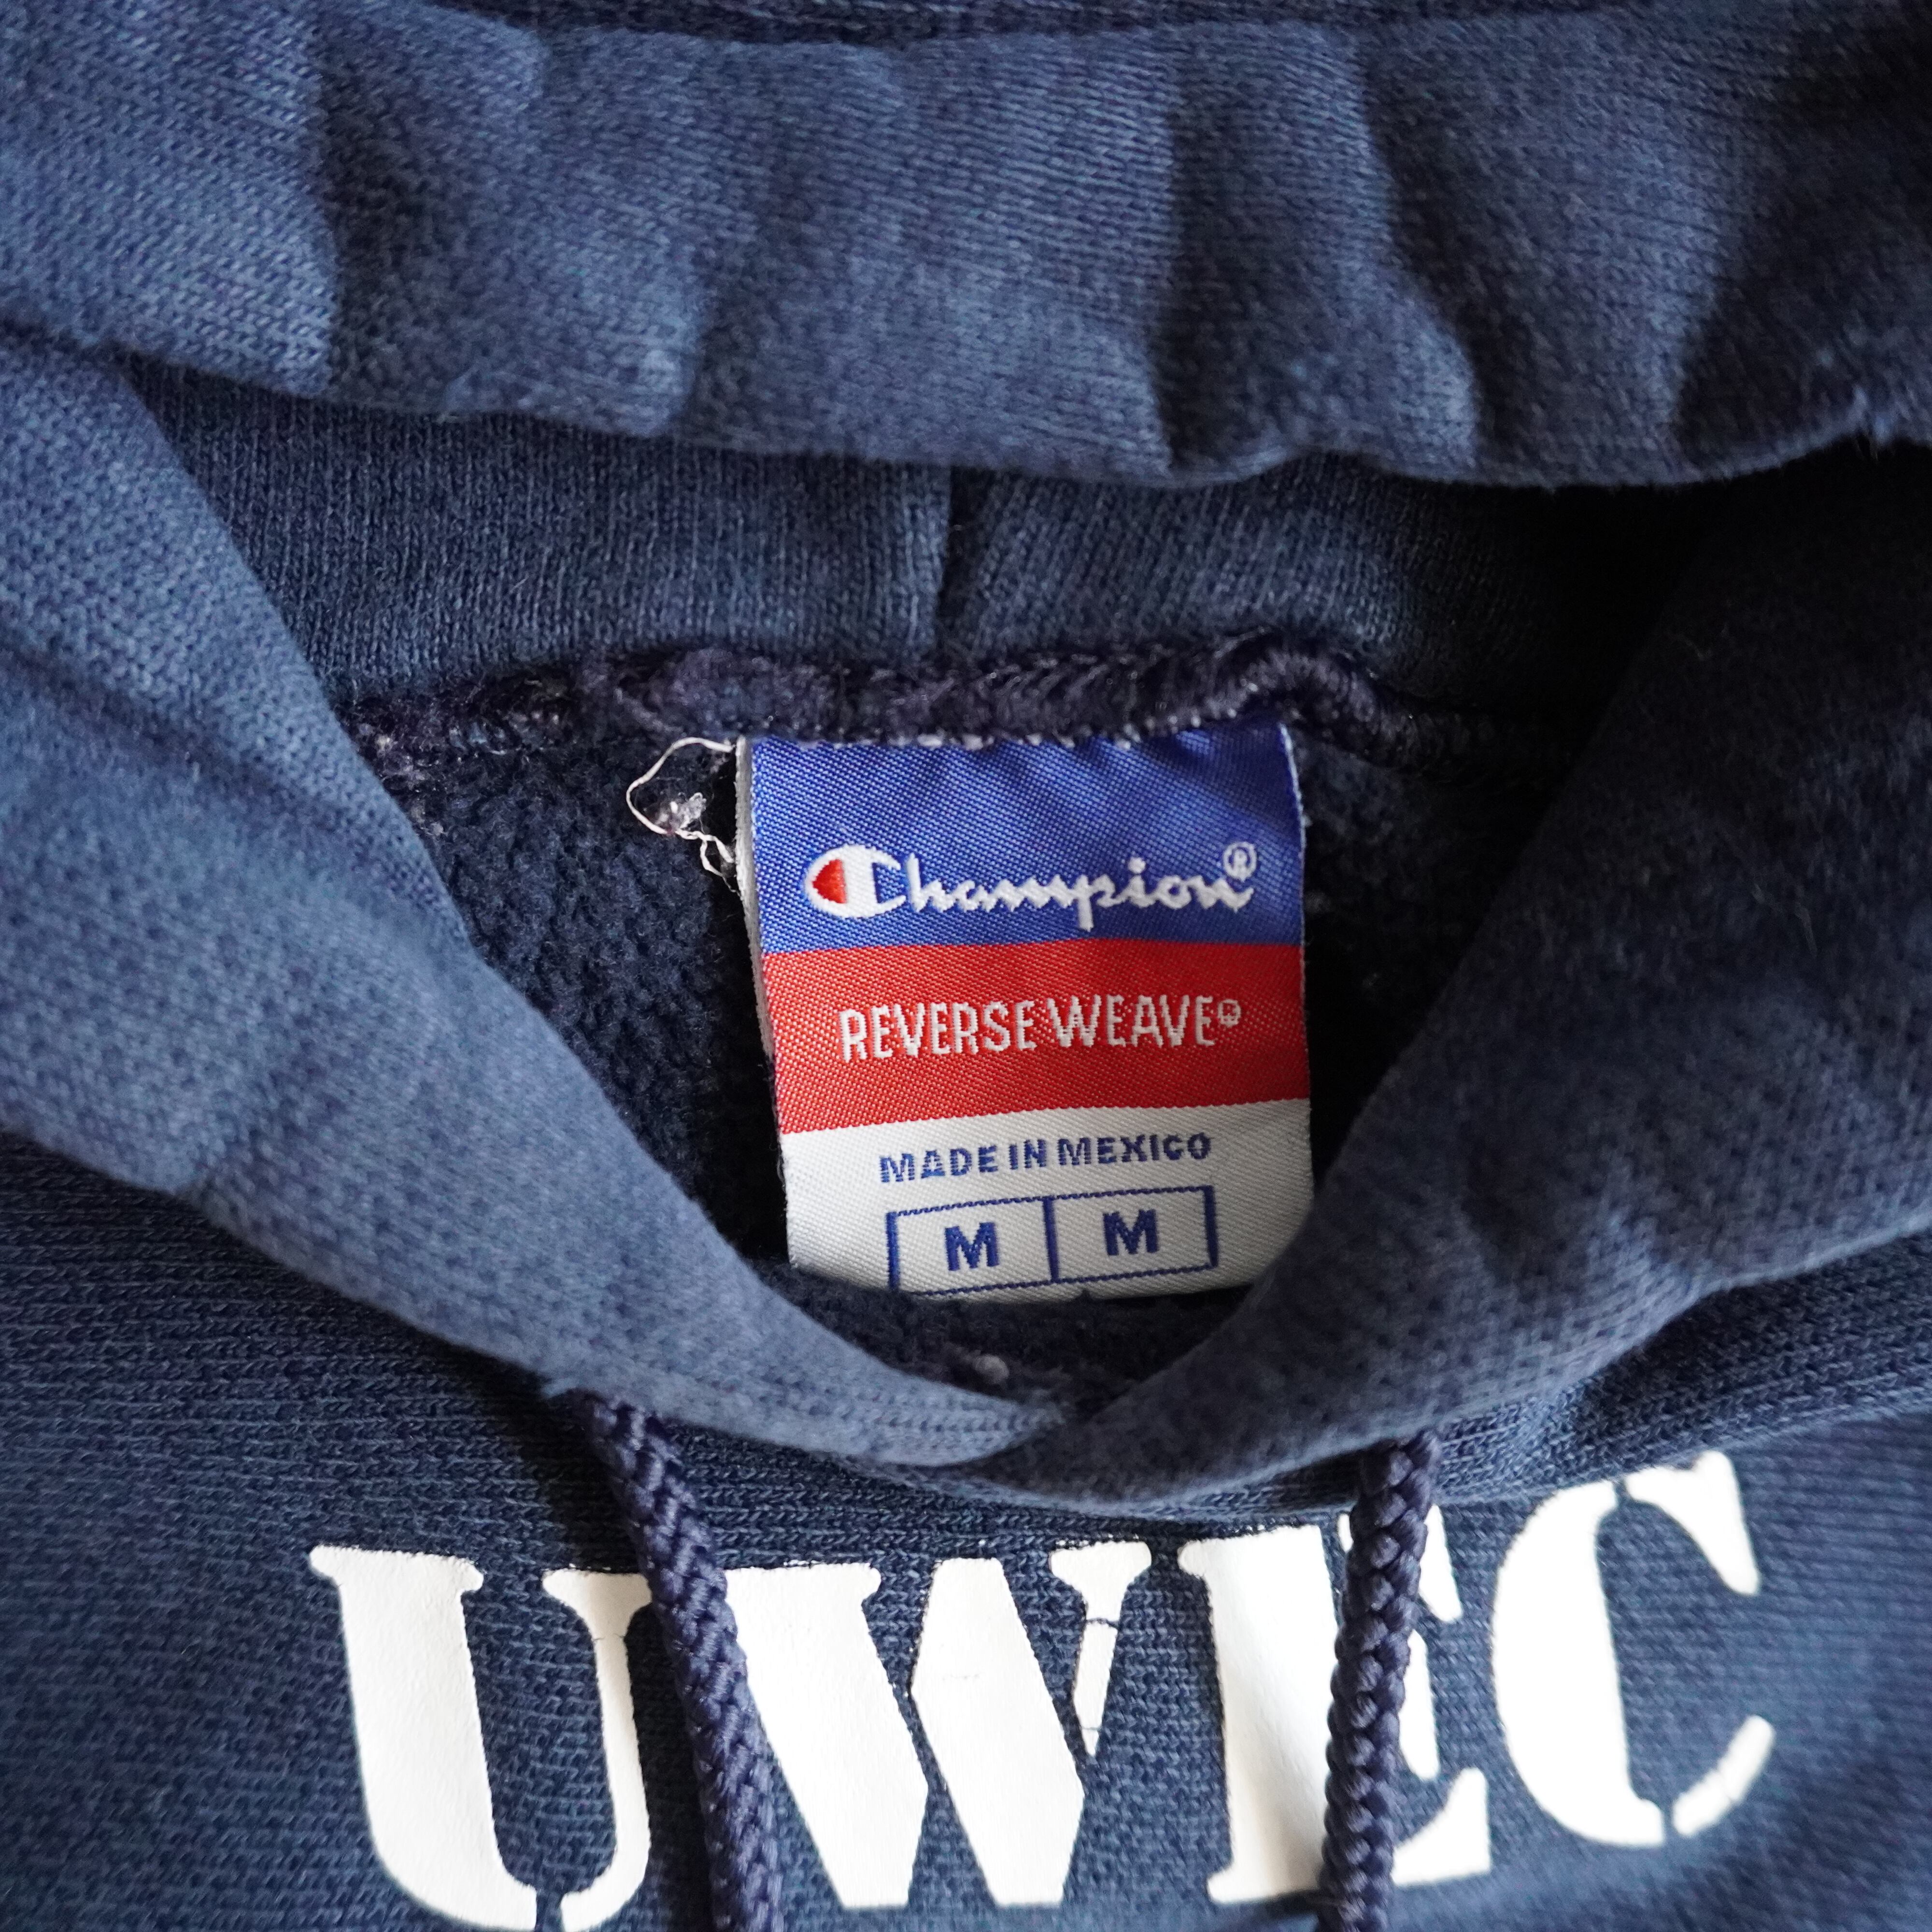 Champion®
REVERSE WEAVE®
MADE IN MEXICO
M M
UWEC